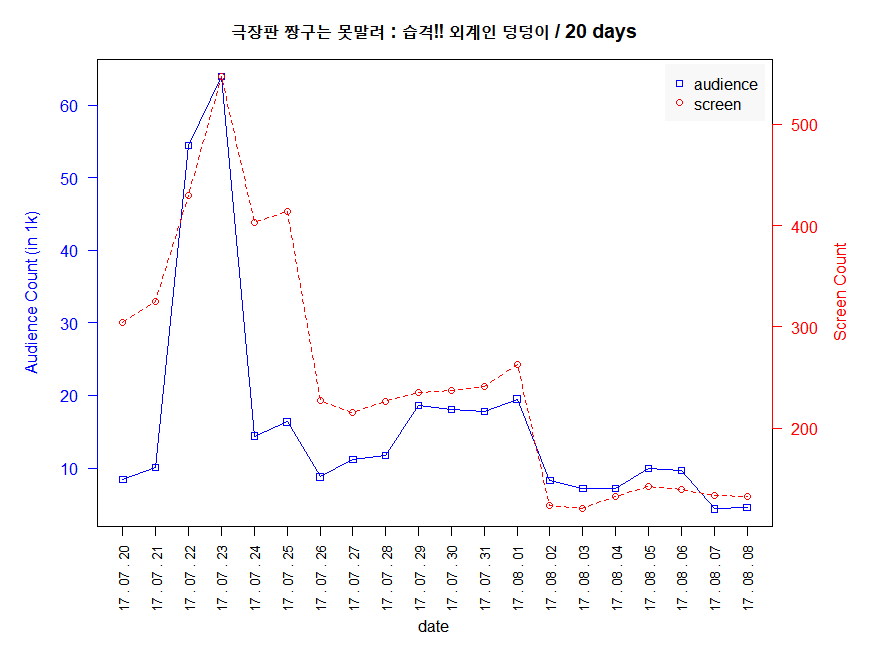 극장판 짱구는 못말려 : 습격!! 외계인 덩덩이 / 20 days
audience
screen
Audience Count (in 1k)
60
50
40
30
20
10
500
400
300
200
Screen Count
17 . 07 . 20
17 . 07 . 21
17 . 07 . 22
17 . 07 . 23
17 . 07 . 24
17 . 07 . 25
17 . 07 . 26
17 . 07 . 27
17 . 07 . 28
17 . 07 . 29
17 . 07 . 30
17 . 07 . 31
17 . 08 . 01
17 . 08 . 02
17 . 08 . 03
17 . 08 . 04
17 . 08 . 05
17 . 08 . 06
17 . 08 . 07
17 . 08 . 08
date